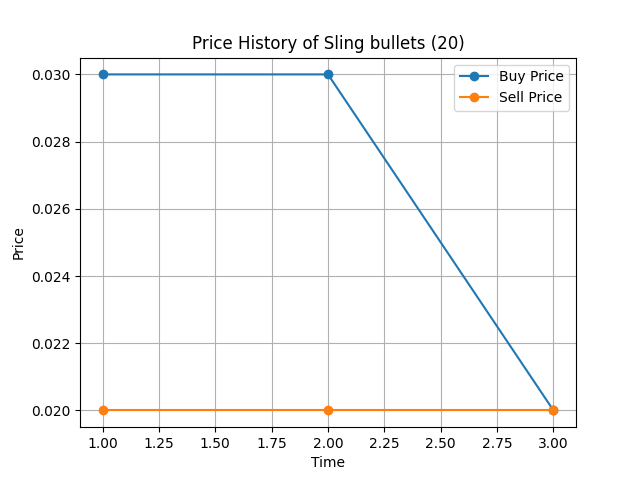 Price History of Sling bullets (20)
Buy Price
Sell Price
0.030
0.028
0.026
0.024
0.022
0.020
Price
1.00 1.25 1.50 1.75 2.00 2.25 2.50 2.75 3.00
Time